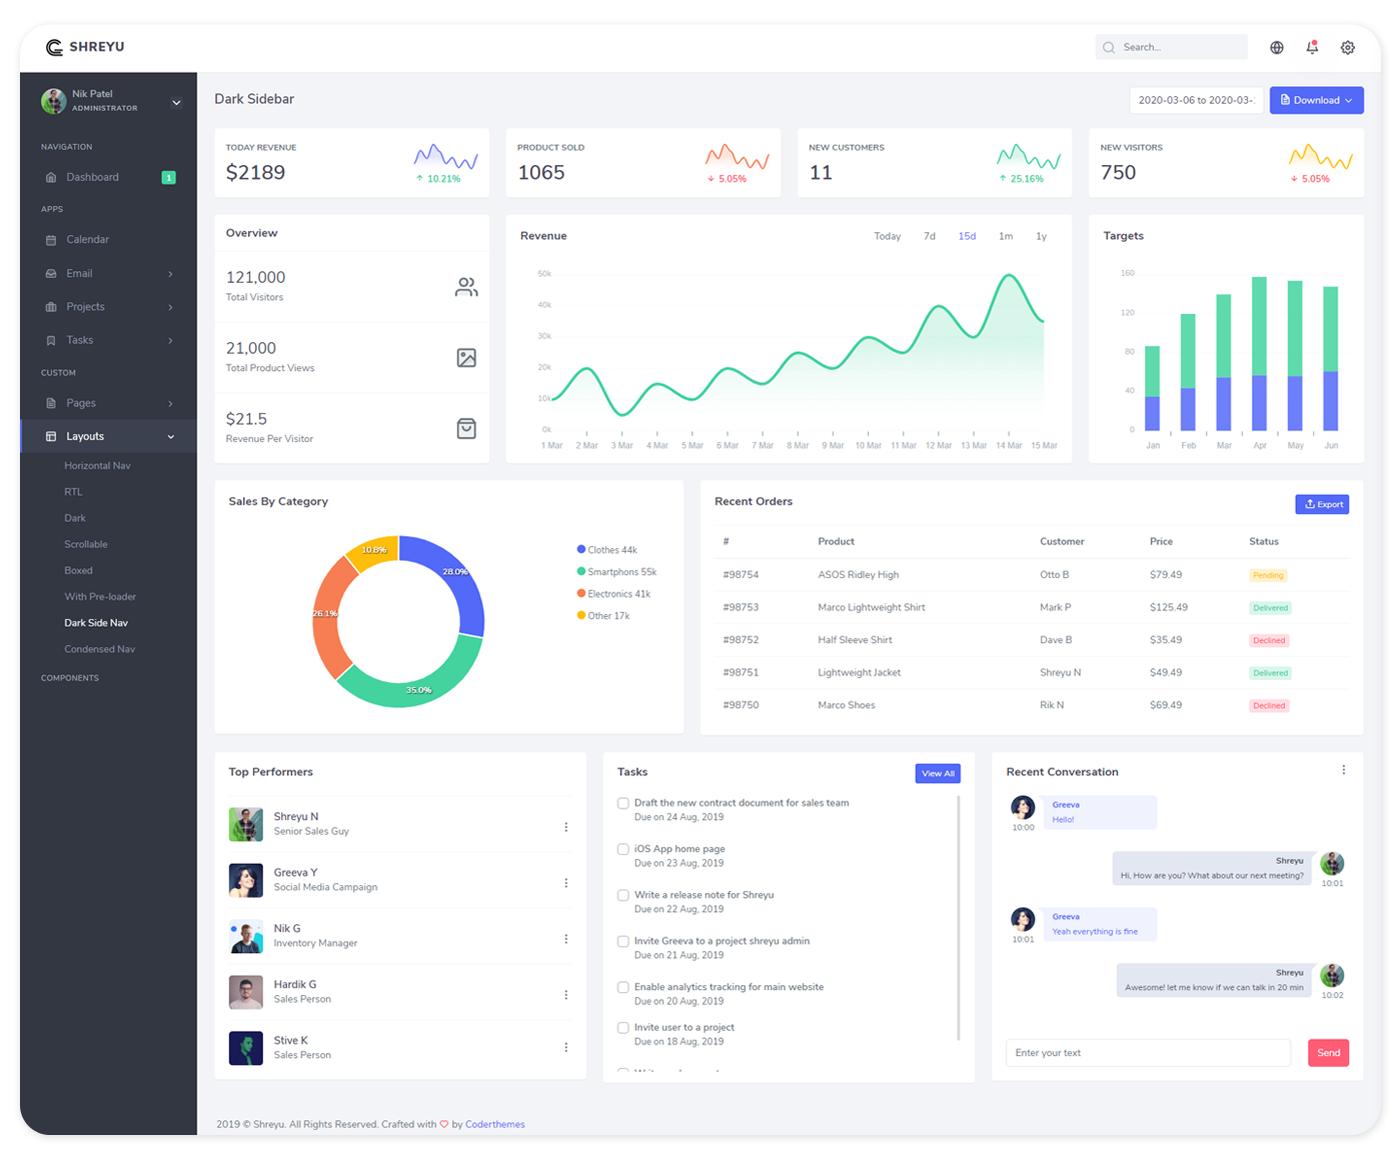 SHREYU
Search...
Nik Patel
ADMINISTRATOR
NAVIGATION
Dashboard 1
APPS
Calendar
Email
Projects
Tasks
CUSTOM
Pages
Layouts
Horizontal Nav
RTL
Dark
Scrollable
Boxed
With Pre-loader
Dark Side Nav
Condensed Nav
COMPONENTS
Dark Sidebar
2020-03-06 to 2020-03-
Download
TODAY REVENUE
$2189
↑ 10.21%
PRODUCT SOLD
1065
↓ 5.05%
NEW CUSTOMERS
11
↑ 25.16%
NEW VISITORS
750
↓ 5.05%
Overview
121,000
Total Visitors
21,000
Total Product Views
$21.5
Revenue Per Visitor
Revenue
Today 7d 15d 1m 1y
50k
40k
30k
20k
10k
0k
1 Mar 2 Mar 3 Mar 4 Mar 5 Mar 6 Mar 7 Mar 8 Mar 9 Mar 10 Mar 11 Mar 12 Mar 13 Mar 14 Mar 15 Mar
Targets
160
120
80
40
0
Jan Feb Mar Apr May Jun
Sales By Category
10.8%
28.0%
26.1%
35.0%
Clothes 44k
Smartphons 55k
Electronics 41k
Other 17k
Recent Orders
Export
# Product Customer Price Status
#98754 ASOS Ridley High Otto B $79.49 Pending
#98753 Marco Lightweight Shirt Mark P $125.49 Delivered
#98752 Half Sleeve Shirt Dave B $35.49 Declined
#98751 Lightweight Jacket Shreyu N $49.49 Delivered
#98750 Marco Shoes Rik N $69.49 Declined
Top Performers
Shreyu N
Senior Sales Guy
Greeva Y
Social Media Campaign
Nik G
Inventory Manager
Hardik G
Sales Person
Stive K
Sales Person
Tasks
View All
Draft the new contract document for sales team
Due on 24 Aug, 2019
iOS App home page
Due on 23 Aug, 2019
Write a release note for Shreyu
Due on 22 Aug, 2019
Invite Greeva to a project shreyu admin
Due on 21 Aug, 2019
Enable analytics tracking for main website
Due on 20 Aug, 2019
Invite user to a project
Due on 18 Aug, 2019
Recent Conversation
Greeva
Hello!
10:00
Shreyu
Hi, How are you? What about our next meeting?
10:01
Greeva
Yeah everything is fine
10:01
Shreyu
Awesome! let me know if we can talk in 20 min
10:02
Enter your text
Send
2019 © Shreyu. All Rights Reserved. Crafted with ♡ by Coderthemes